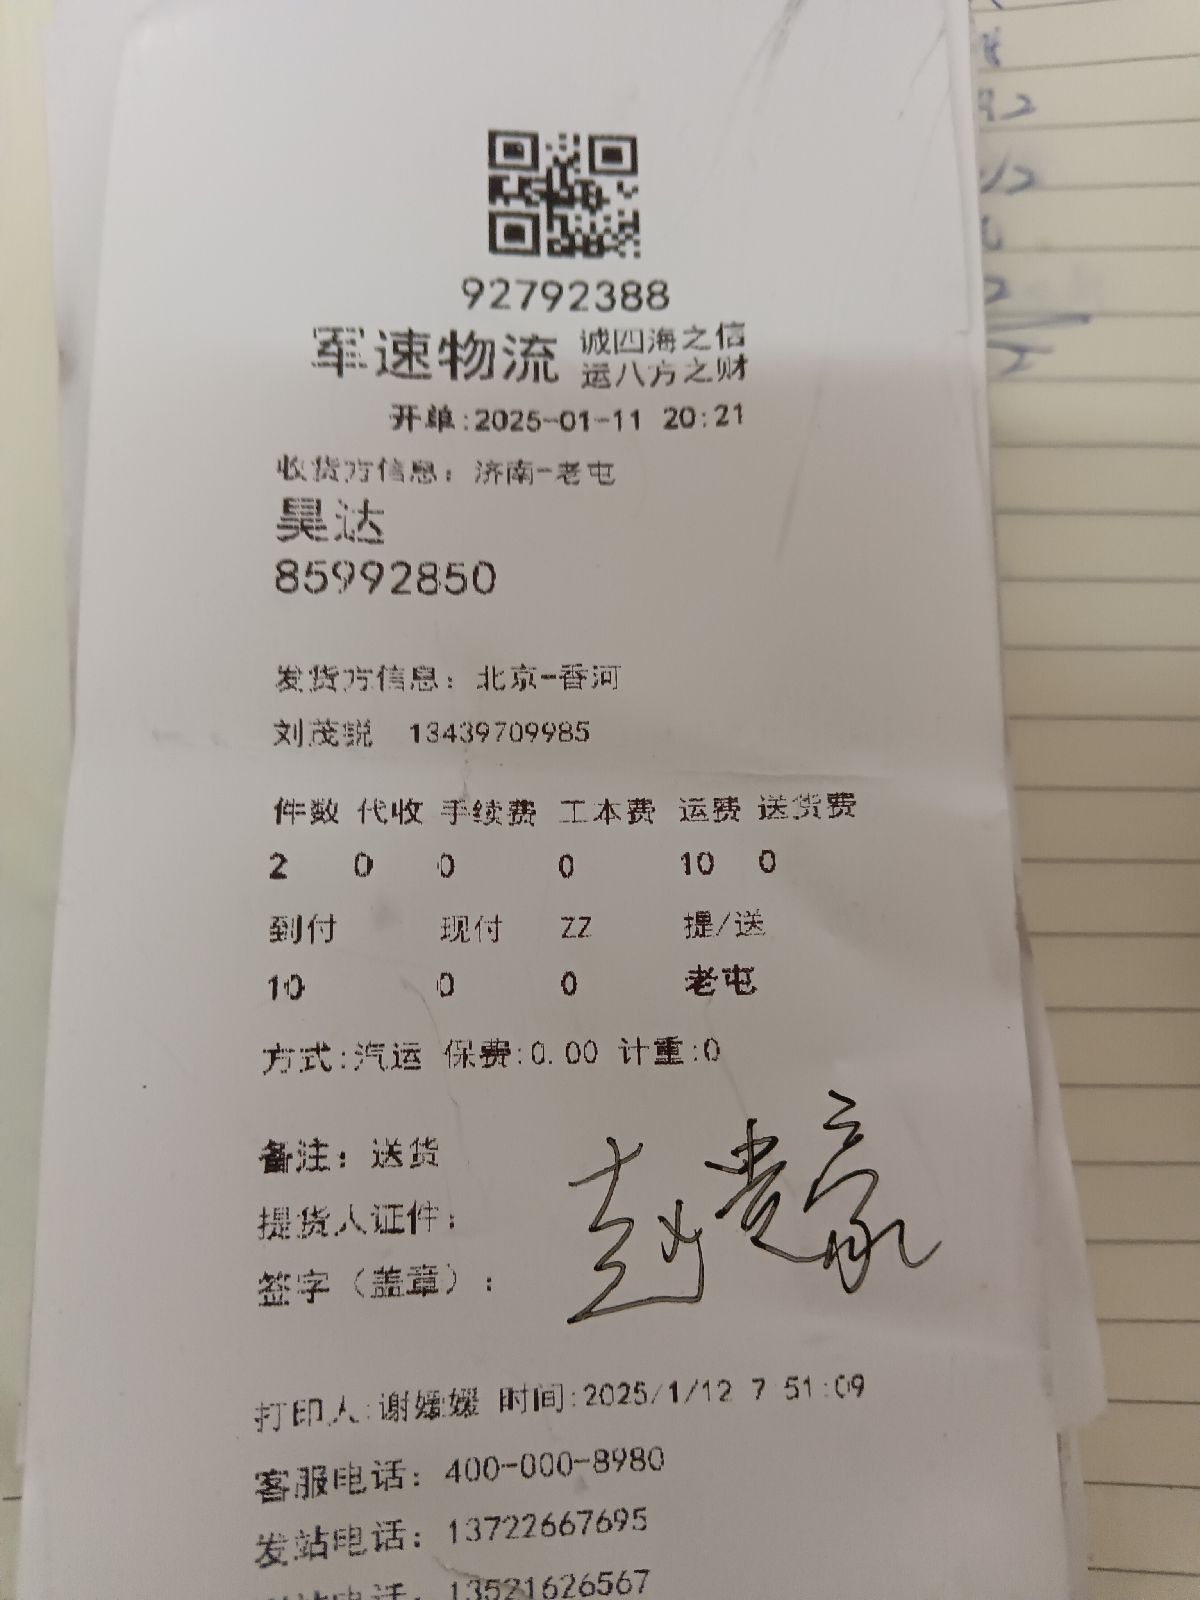 92792388
军速物流 诚四海之信
运八方之财
开单:2025-01-11 20:21
收货方信息：济南-老屯
昊达
85992850
发货方信息：北京-香河
刘茂锐 13439709985
件数 代收 手续费 工本费 运费 送货费
2 0 0 0 10 0
到付 现付 ZZ 提/送
10 0 0 老屯
方式:汽运 保费:0.00 计重:0
备注：送货
提货人证件：
签字（盖章）：
打印人:谢媛媛 时间:2025/1/12 7:51:09
客服电话：400-000-8980
发站电话：13722667695
站电话：13521626567